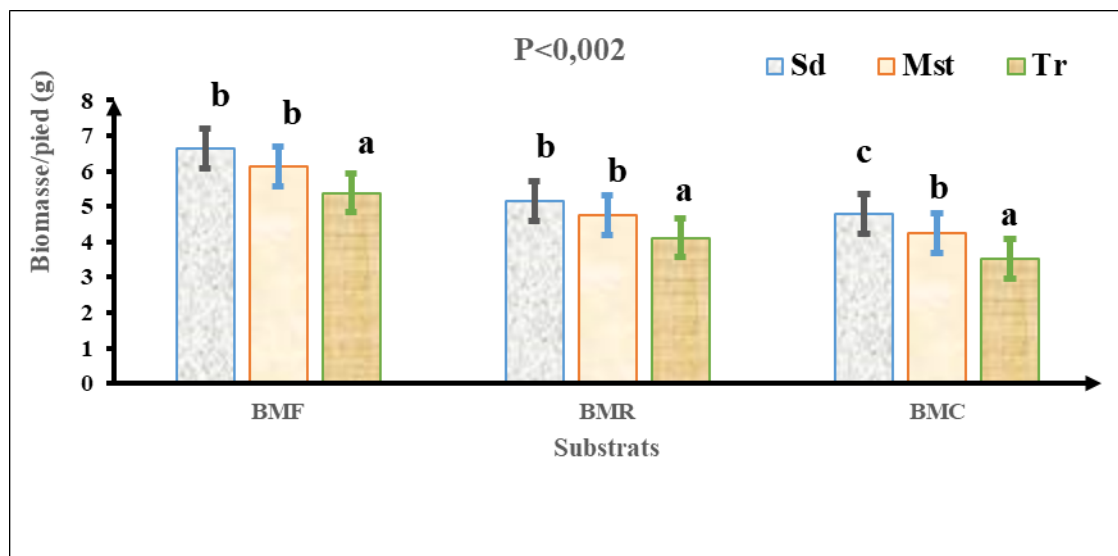 P<0,002
Sd Mst Tr
Biomasse/pied (g)
8
7
6
5
4
3
2
1
0
b b a
b b a
c b a
BMF BMR BMC
Substrats